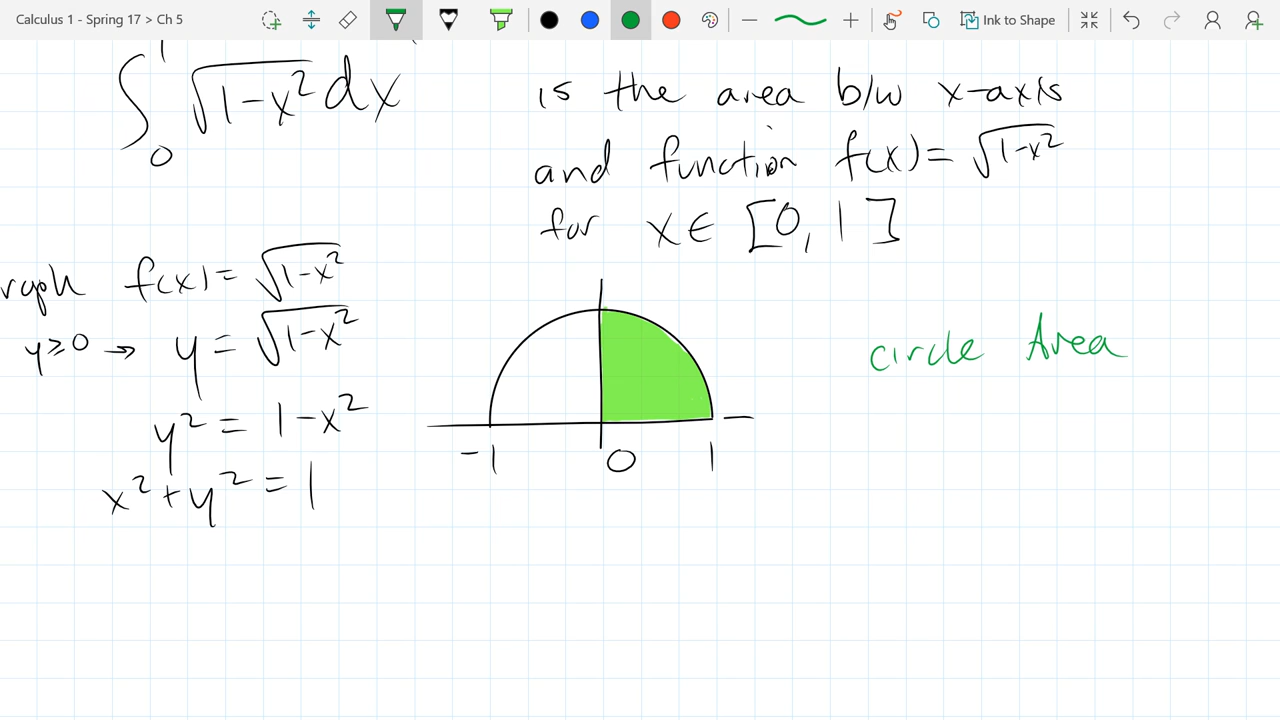 Calculus 1 - Spring 17 > Ch 5
Ink to Shape
∫₀¹ √(1-x²) dx
is the area b/w x-axis
and function f(x) = √(1-x²)
for x ∈ [0, 1]
raph f(x) = √(1-x²)
y ≥ 0 → y = √(1-x²)
y² = 1-x²
x² + y² = 1
-1 0 1
circle Area